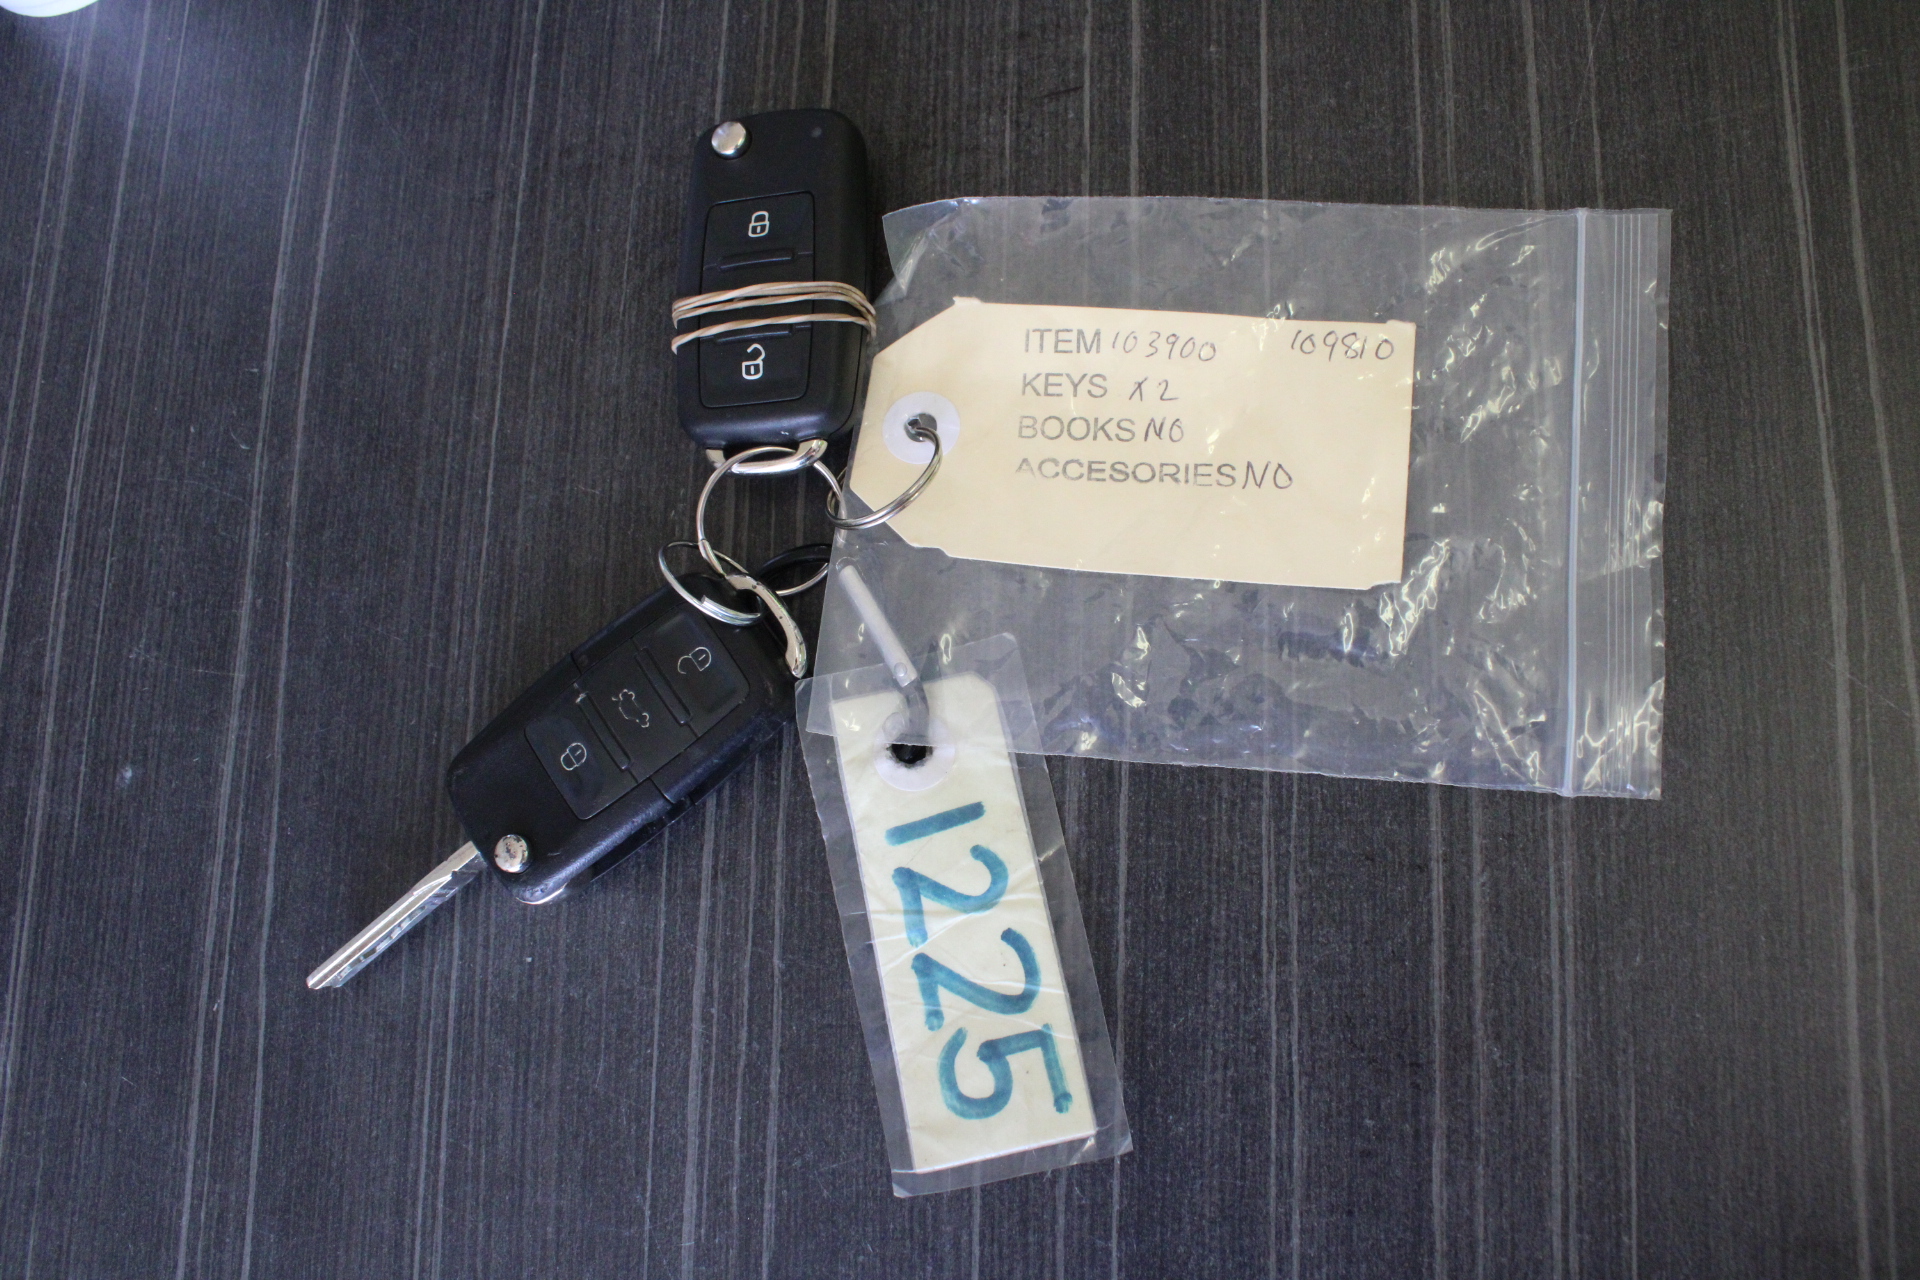 ITEM 103900 109810
KEYS X2
BOOKS NO
ACCESORIES NO
1225